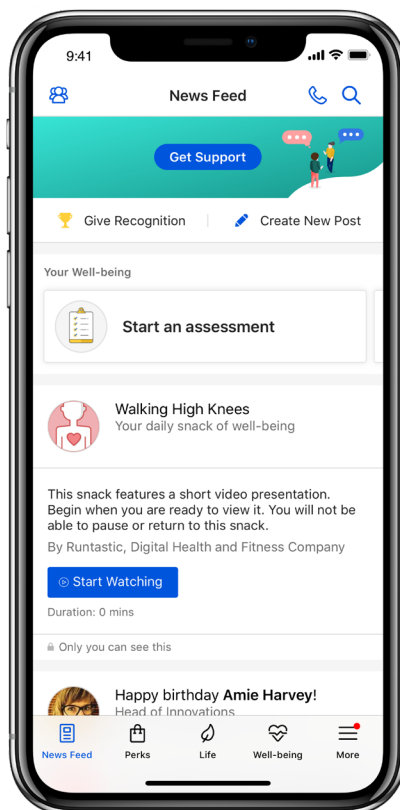 9:41
News Feed
Get Support
Give Recognition
Create New Post
Your Well-being
Start an assessment
Walking High Knees
Your daily snack of well-being
This snack features a short video presentation.
Begin when you are ready to view it. You will not be
able to pause or return to this snack.
By Runtastic, Digital Health and Fitness Company
Start Watching
Duration: 0 mins
Only you can see this
Happy birthday Amie Harvey!
Head of Innovations
News Feed Perks Life Well-being More